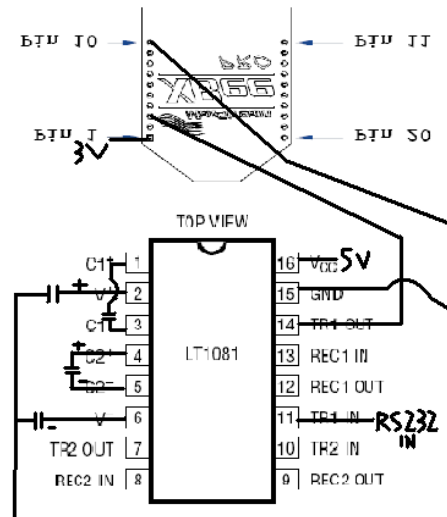 Pin 10
Pin 11
PRO
XBee
Pin 1
Pin 20
3V
TOP VIEW
C1+ 1
16 VCC 5V
V+ 2
15 GND
C1- 3
14 TR1 OUT
LT1081
C2+ 4
13 REC1 IN
C2- 5
12 REC1 OUT
V- 6
11 TR1 IN RS232 IN
TR2 OUT 7
10 TR2 IN
REC2 IN 8
9 REC2 OUT
+
+
-
-